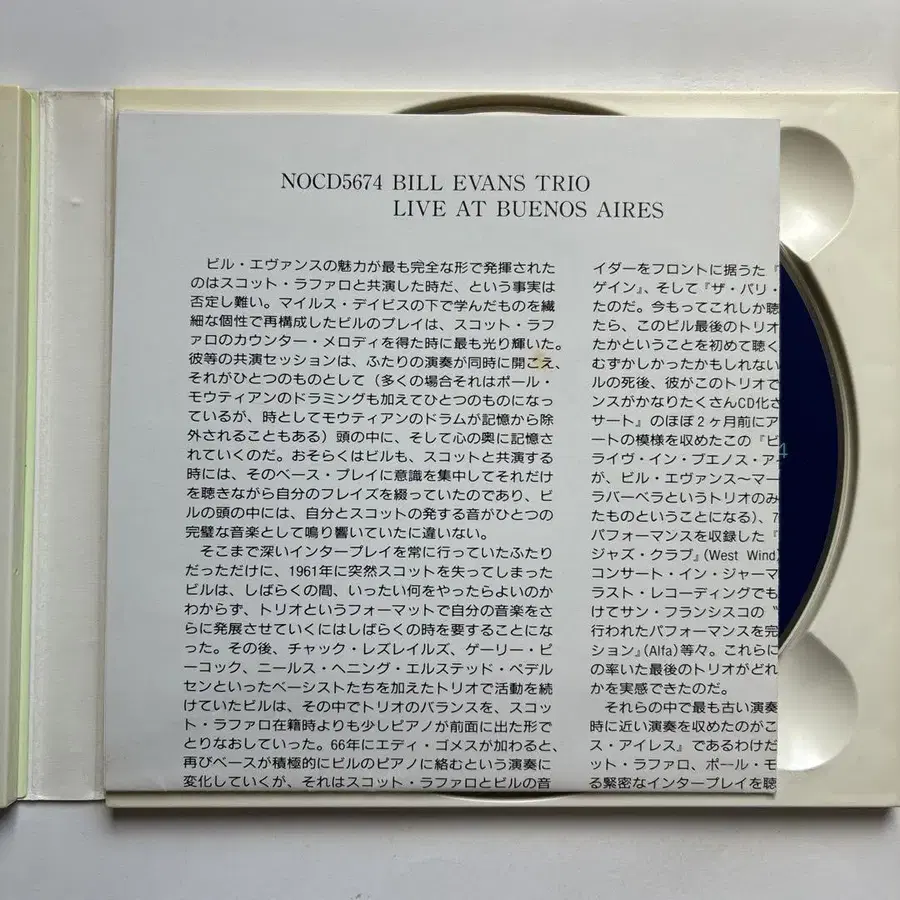 NOCD5674 BILL EVANS TRIO
LIVE AT BUENOS AIRES
ビル・エヴァンスの魅力が最も完全な形で発揮された
のはスコット・ラファロと共演した時だ、という事実は
否定し難い。マイルス・デイビスの下で学んだものを繊
細な個性で再構成したビルのプレイは、スコット・ラフ
ァロのカウンター・メロディを得た時に最も光り輝いた。
彼等の共演セッションは、ふたりの演奏が同時に開こえ、
それがひとつのものとして（多くの場合それはポール・
モウティアンのドラミングも加えてひとつのものになっ
ているが、時としてモウティアンのドラムが記憶から除
外されることもある）頭の中に、そして心の奥に記憶さ
れていくのだ。おそらくはビルも、スコットと共演する
時には、そのベース・プレイに意識を集中してそれだけ
を聴きながら自分のフレイズを綴っていたのであり、ビ
ルの頭の中には、自分とスコットの発する音がひとつの
完璧な音楽として鳴り響いていたに違いない。
そこまで深いインタープレイを常に行っていたふたり
だっただけに、1961年に突然スコットを失ってしまった
ビルは、しばらくの間、いったい何をやったらよいのか
わからず、トリオというフォーマットで自分の音楽をさ
らに発展させていくにはしばらくの時を要することにな
った。その後、チャック・レズレイルズ、ゲーリー・ピ
ーコック、ニールス・ヘニング・エルステッド・ペデル
センといったベーシストたちを加えたトリオで活動を続
けていたビルは、その中でトリオのバランスを、スコッ
ト・ラファロ在籍時よりも少しピアノが前面に出た形で
とりなおしていった。66年にエディ・ゴメスが加わると、
再びベースが積極的にビルのピアノに絡むという演奏に
変化していくが、それはスコット・ラファロとビルの音
イダーをフロントに据うた『
ゲイン』、そして『ザ・パリ・
たのだ。今もってこれしか聴
たら、このビル最後のトリオ
たかということを初めて聴く
むずかしかったかもしれない
ルの死後、彼がこのトリオで
ンスがかなりたくさんCD化さ
サート』のほぼ2ヶ月前にア
ートの模様を収めたこの『ビ
ライヴ・イン・ブエノス・ア
が、ビル・エヴァンス〜マー
ラバーベラというトリオのみ
たものということになる）、7
パフォーマンスを収録した『
ジャズ・クラブ』(West Wind)
コンサート・イン・ジャーマ
ラスト・レコーディングでも
けてサン・フランシスコの〝
行われたパフォーマンスを完
ション』(Alfa) 等々。これらに
の率いた最後のトリオがどれ
かを実感できたのだ。
それらの中で最も古い演奏
時に近い演奏を収めたのがこ
ス・アイレス』であるわけだ
ット・ラファロ、ポール・モ
る緊密なインタープレイを聴
4